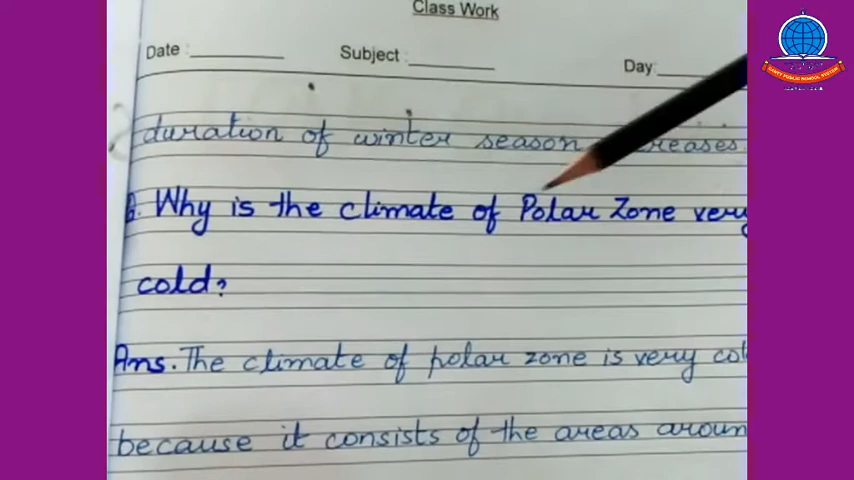 Class Work
Date : Subject : Day:
duration of winter season
Q. Why is the climate of Polar Zone very
cold?
Ans. The climate of polar zone is very
because it consists of the areas